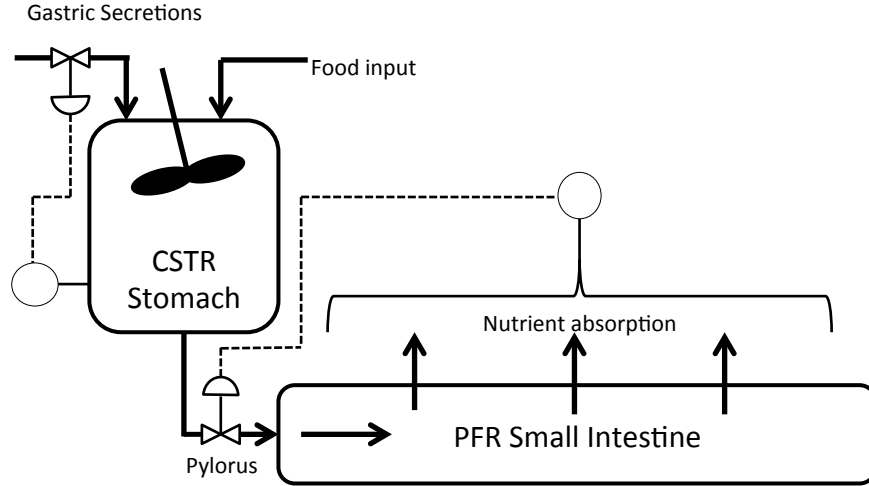 Gastric Secretions
Food input
CSTR
Stomach
Nutrient absorption
PFR Small Intestine
Pylorus